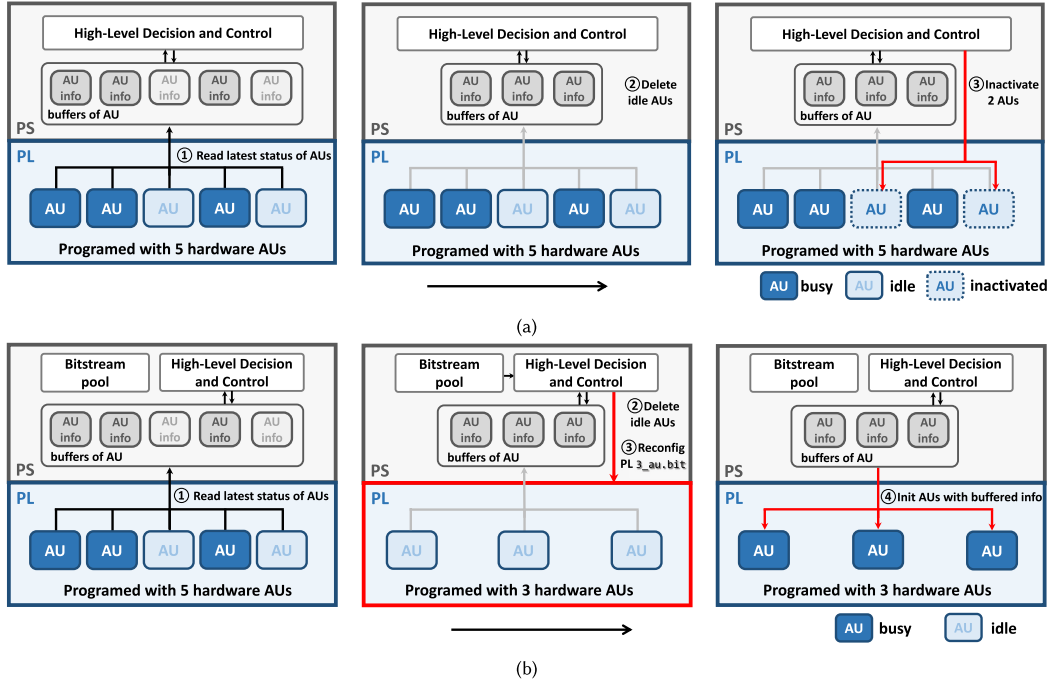 High-Level Decision and Control
AU info AU info AU info AU info AU info
buffers of AU
PS
PL
① Read latest status of AUs
AU AU AU AU AU
Programed with 5 hardware AUs
High-Level Decision and Control
AU info AU info AU info
buffers of AU
② Delete
idle AUs
AU AU AU AU AU
Programed with 5 hardware AUs
High-Level Decision and Control
AU info AU info AU info
buffers of AU
③ Inactivate
2 AUs
PS
PL
AU AU AU AU AU
Programed with 5 hardware AUs
AU busy AU idle AU inactivated
(a)
Bitstream
pool
High-Level Decision
and Control
AU info AU info AU info AU info AU info
buffers of AU
PS
PL
① Read latest status of AUs
AU AU AU AU AU
Programed with 5 hardware AUs
Bitstream
pool
High-Level Decision
and Control
AU info AU info AU info
buffers of AU
② Delete
idle AUs
③ Reconfig
PL 3_au.bit
AU AU AU
Programed with 3 hardware AUs
Bitstream
pool
High-Level Decision
and Control
AU info AU info AU info
buffers of AU
PS
PL
④ Init AUs with buffered info
AU AU AU
Programed with 3 hardware AUs
AU busy AU idle
(b)